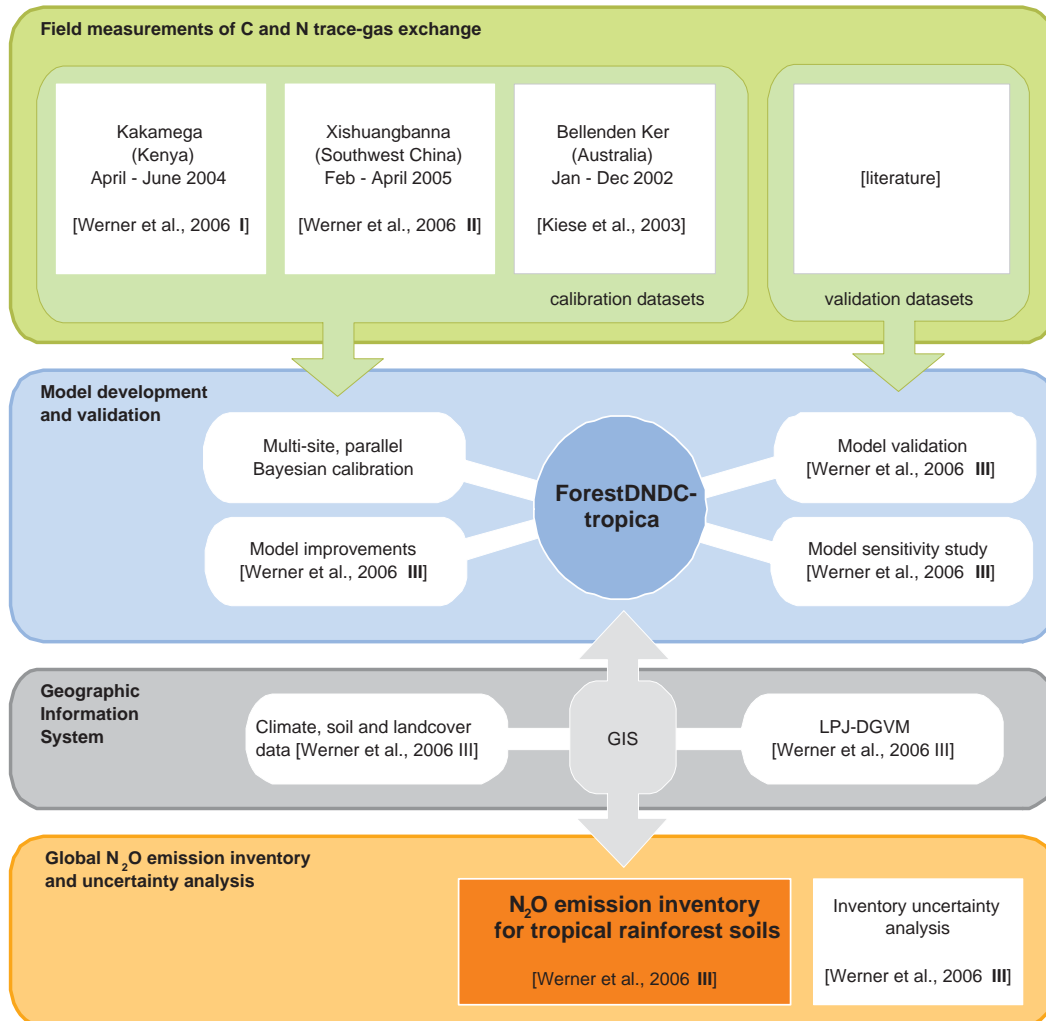 Field measurements of C and N trace-gas exchange
Kakamega
(Kenya)
April - June 2004
[Werner et al., 2006 I]
Xishuangbanna
(Southwest China)
Feb - April 2005
[Werner et al., 2006 II]
Bellenden Ker
(Australia)
Jan - Dec 2002
[Kiese et al., 2003]
calibration datasets
[literature]
validation datasets
Model development
and validation
Multi-site, parallel
Bayesian calibration
Model improvements
[Werner et al., 2006 III]
ForestDNDC-
tropica
Model validation
[Werner et al., 2006 III]
Model sensitivity study
[Werner et al., 2006 III]
Geographic
Information
System
Climate, soil and landcover
data [Werner et al., 2006 III]
GIS
LPJ-DGVM
[Werner et al., 2006 III]
Global N₂O emission inventory
and uncertainty analysis
N₂O emission inventory
for tropical rainforest soils
[Werner et al., 2006 III]
Inventory uncertainty
analysis
[Werner et al., 2006 III]